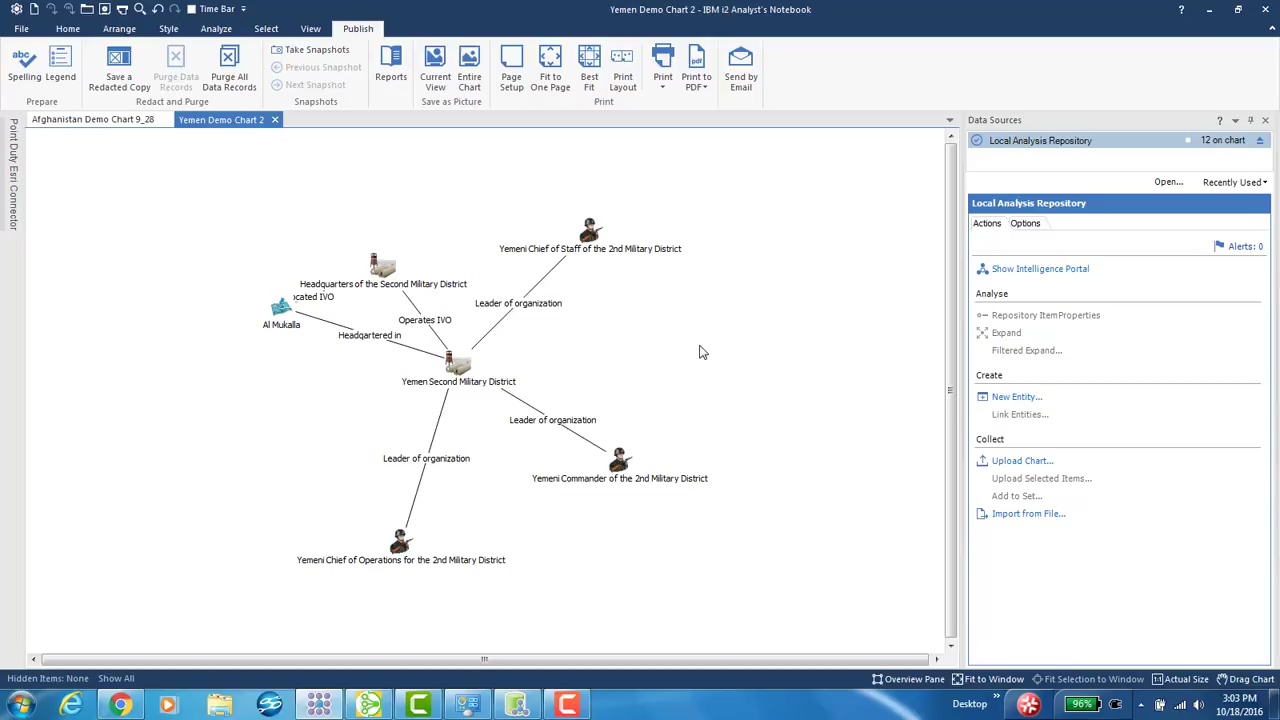 Time Bar
Yemen Demo Chart 2 - IBM i2 Analyst's Notebook
File Home Arrange Style Analyze Select View Publish
Spelling Legend
Prepare
Save a Redacted Copy
Purge Data Records
Purge All Data Records
Redact and Purge
Take Snapshots
Previous Snapshot
Next Snapshot
Snapshots
Reports
Current View
Entire Chart
Save as Picture
Page Setup
Fit to One Page
Best Fit
Print Layout
Print
Print to PDF
Print
Send by Email
Afghanistan Demo Chart 9_28
Yemen Demo Chart 2
Point Duty Esri Connector
Yemeni Chief of Staff of the 2nd Military District
Headquarters of the Second Military District
ocated IVO
Leader of organization
Al Mukalla
Operates IVO
Headqartered in
Yemen Second Military District
Leader of organization
Leader of organization
Yemeni Commander of the 2nd Military District
Yemeni Chief of Operations for the 2nd Military District
Data Sources
Local Analysis Repository 12 on chart
Open... Recently Used
Local Analysis Repository
Actions Options
Alerts: 0
Show Intelligence Portal
Analyse
Repository Item Properties
Expand
Filtered Expand...
Create
New Entity...
Link Entities...
Collect
Upload Chart...
Upload Selected Items...
Add to Set...
Import from File...
Hidden Items: None Show All
Overview Pane Fit to Window Fit Selection to Window Actual Size Drag Chart
Desktop 96% 3:03 PM
10/18/2016